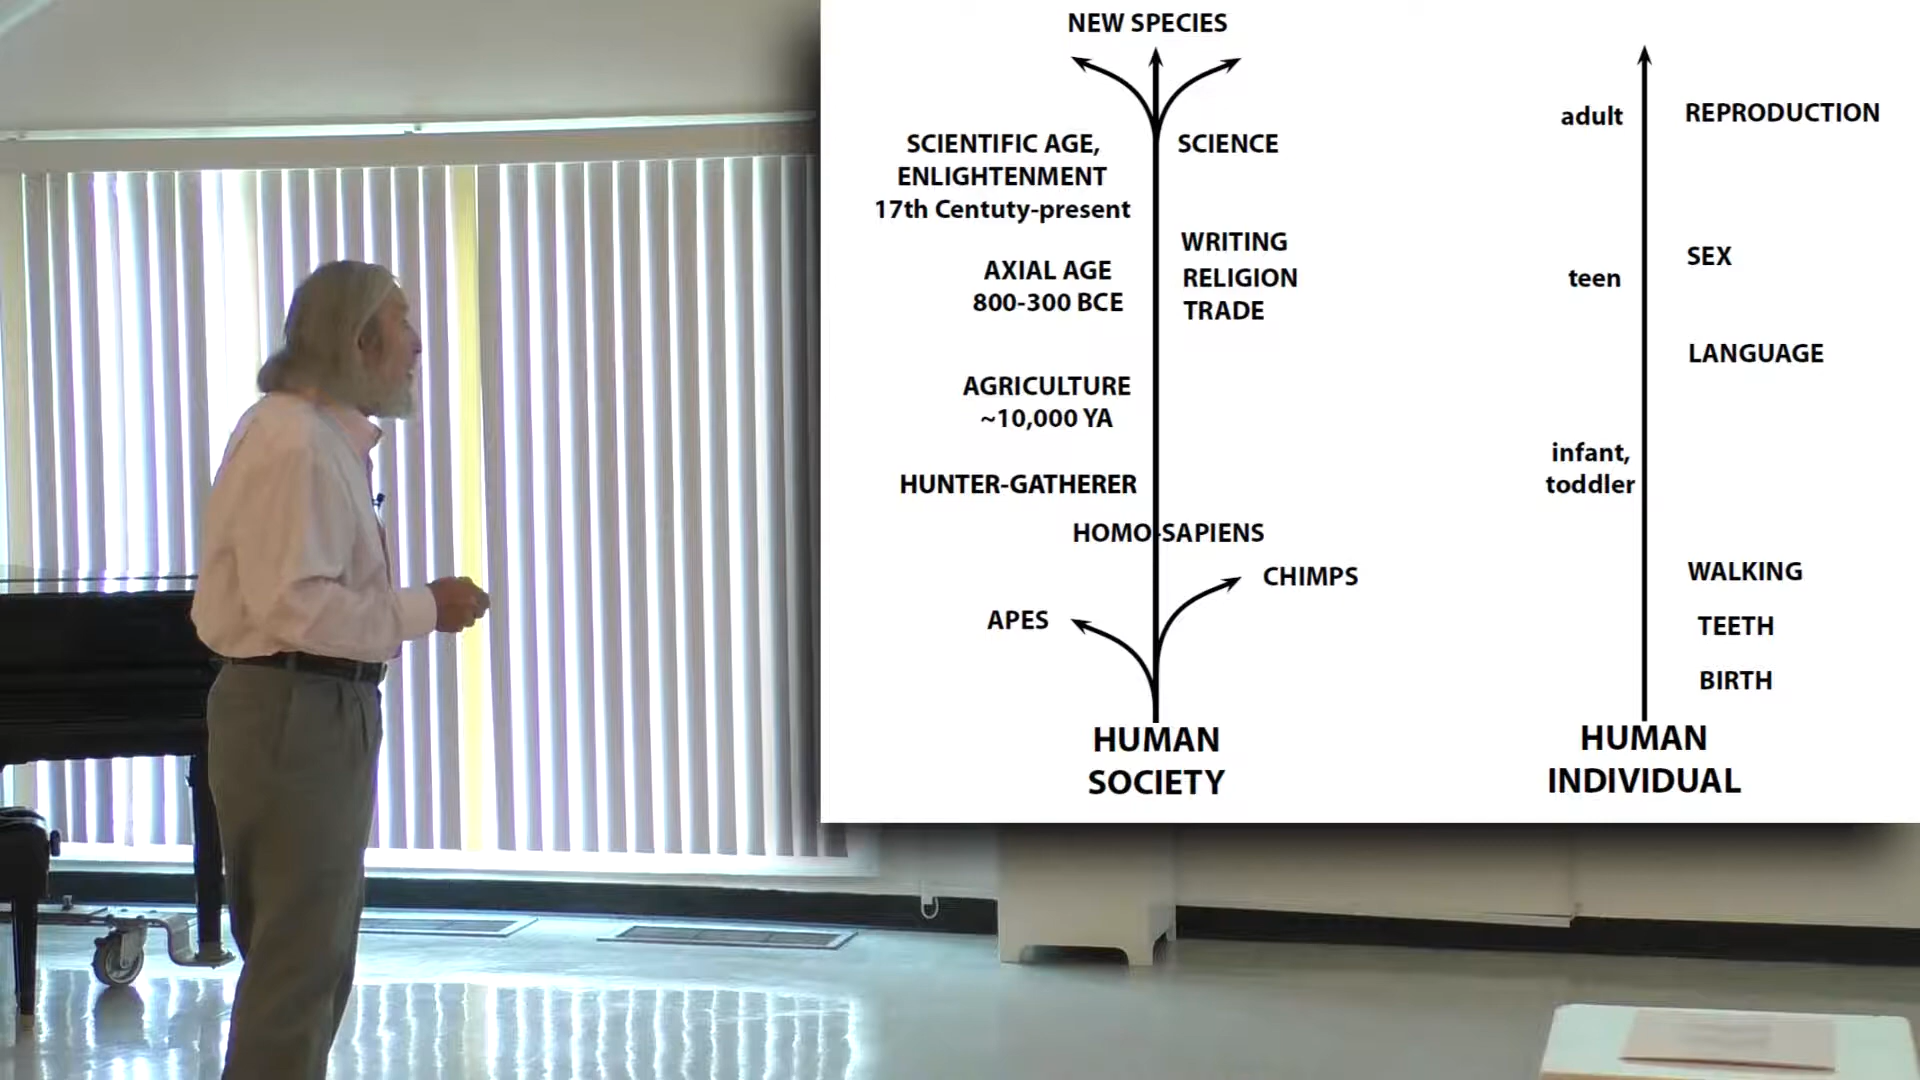 NEW SPECIES
SCIENTIFIC AGE,
ENLIGHTENMENT
17th Centuty-present
SCIENCE
WRITING
RELIGION
TRADE
AXIAL AGE
800-300 BCE
AGRICULTURE
~10,000 YA
HUNTER-GATHERER
HOMO-SAPIENS
CHIMPS
APES
HUMAN
SOCIETY
adult
REPRODUCTION
SEX
teen
LANGUAGE
infant,
toddler
WALKING
TEETH
BIRTH
HUMAN
INDIVIDUAL